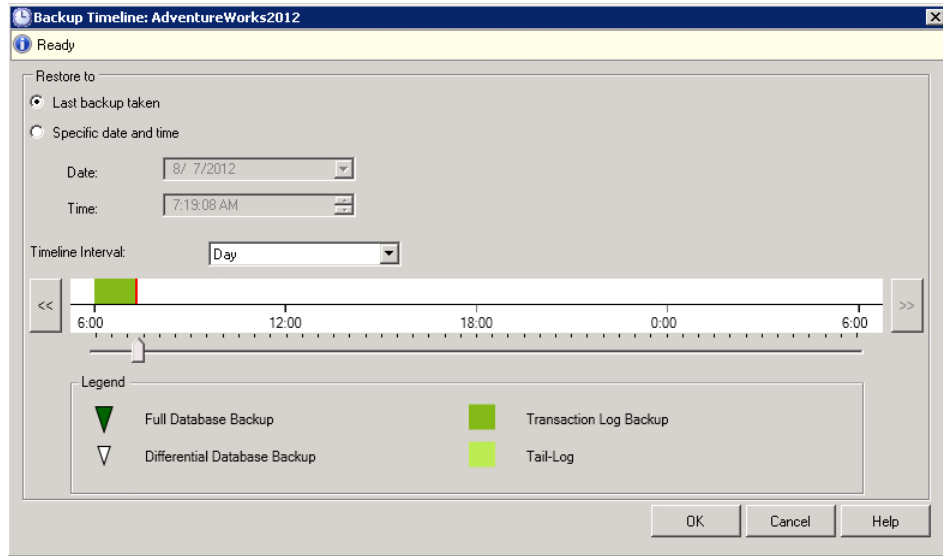 Backup Timeline: AdventureWorks2012
Ready
Restore to
Last backup taken
Specific date and time
Date: 8/ 7/2012
Time: 7:19:08 AM
Timeline Interval: Day
<< >>
6:00 12:00 18:00 0:00 6:00
Legend
Full Database Backup Transaction Log Backup
Differential Database Backup Tail-Log
OK Cancel Help